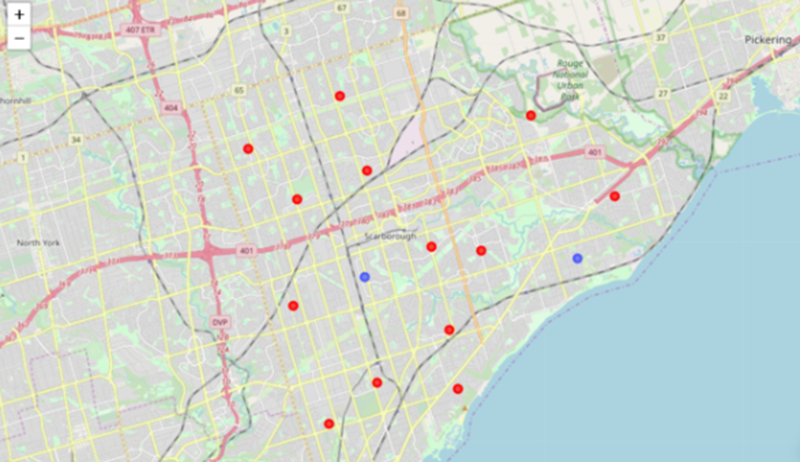 +
67
68
407 ETR
3
37
−
Pickering
Rouge
National
Urban
Park
65
27
22
404
34
1
401
Scarborough
North York
401
DVP